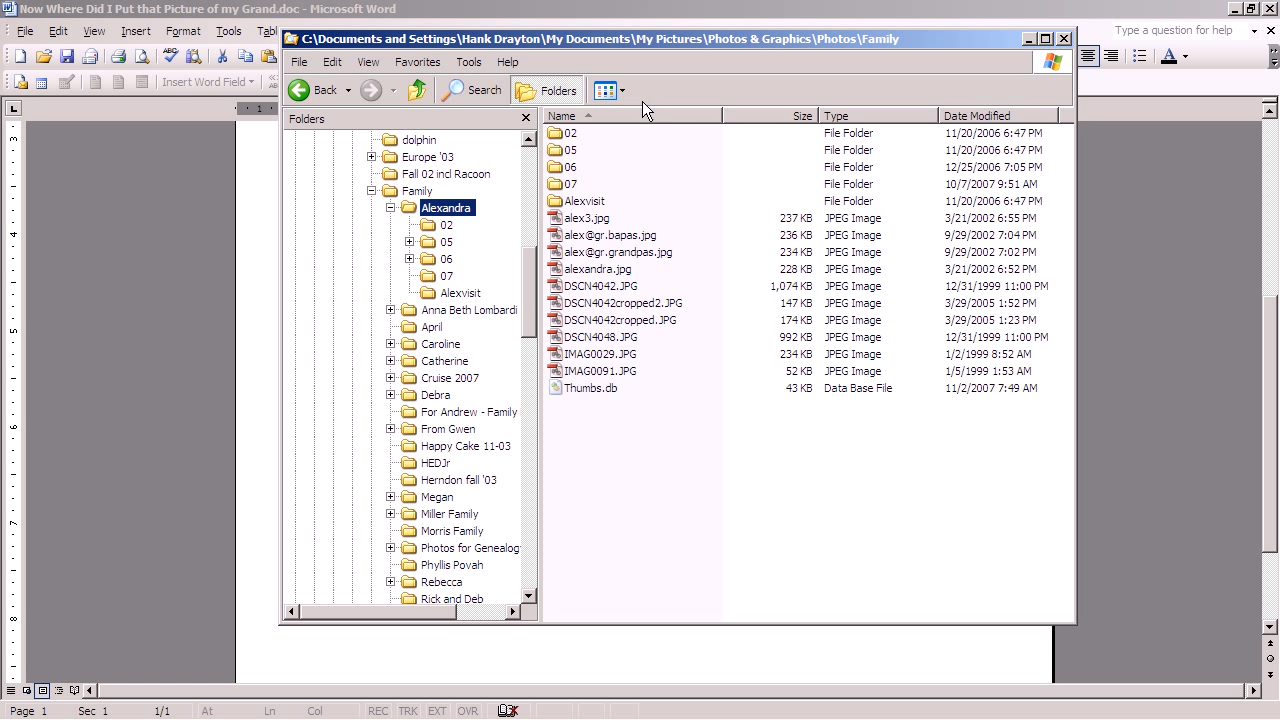 Now Where Did I Put that Picture of my Grand.doc - Microsoft Word
File Edit View Insert Format Tools Type a question for help
C:\Documents and Settings\Hank Drayton\My Documents\My Pictures\Photos & Graphics\Photos\Family
File Edit View Favorites Tools Help
Back Search Folders
Insert Word Field
Folders
Name Size Type Date Modified
dolphin
Europe '03
Fall 02 incl Racoon
Family
Alexandra
02
05
06
07
Alexvisit
Anna Beth Lombardi
April
Caroline
Catherine
Cruise 2007
Debra
For Andrew - Family
From Gwen
Happy Cake 11-03
HEDJr
Herndon fall '03
Megan
Miller Family
Morris Family
Photos for Genealog
Phyllis Povah
Rebecca
Rick and Deb
02 File Folder 11/20/2006 6:47 PM
05 File Folder 11/20/2006 6:47 PM
06 File Folder 12/25/2006 7:05 PM
07 File Folder 10/7/2007 9:51 AM
Alexvisit File Folder 11/20/2006 6:47 PM
alex3.jpg 237 KB JPEG Image 3/21/2002 6:55 PM
alex@gr.bapas.jpg 236 KB JPEG Image 9/29/2002 7:04 PM
alex@gr.grandpas.jpg 234 KB JPEG Image 9/29/2002 7:02 PM
alexandra.jpg 228 KB JPEG Image 3/21/2002 6:52 PM
DSCN4042.JPG 1,074 KB JPEG Image 12/31/1999 11:00 PM
DSCN4042cropped2.JPG 147 KB JPEG Image 3/29/2005 1:52 PM
DSCN4042cropped.JPG 174 KB JPEG Image 3/29/2005 1:23 PM
DSCN4048.JPG 992 KB JPEG Image 12/31/1999 11:00 PM
IMAG0029.JPG 234 KB JPEG Image 1/2/1999 8:52 AM
IMAG0091.JPG 52 KB JPEG Image 1/5/1999 1:53 AM
Thumbs.db 43 KB Data Base File 11/2/2007 7:49 AM
1
3
4
5
6
7
8
Page 1 Sec 1 1/1 At Ln Col REC TRK EXT OVR